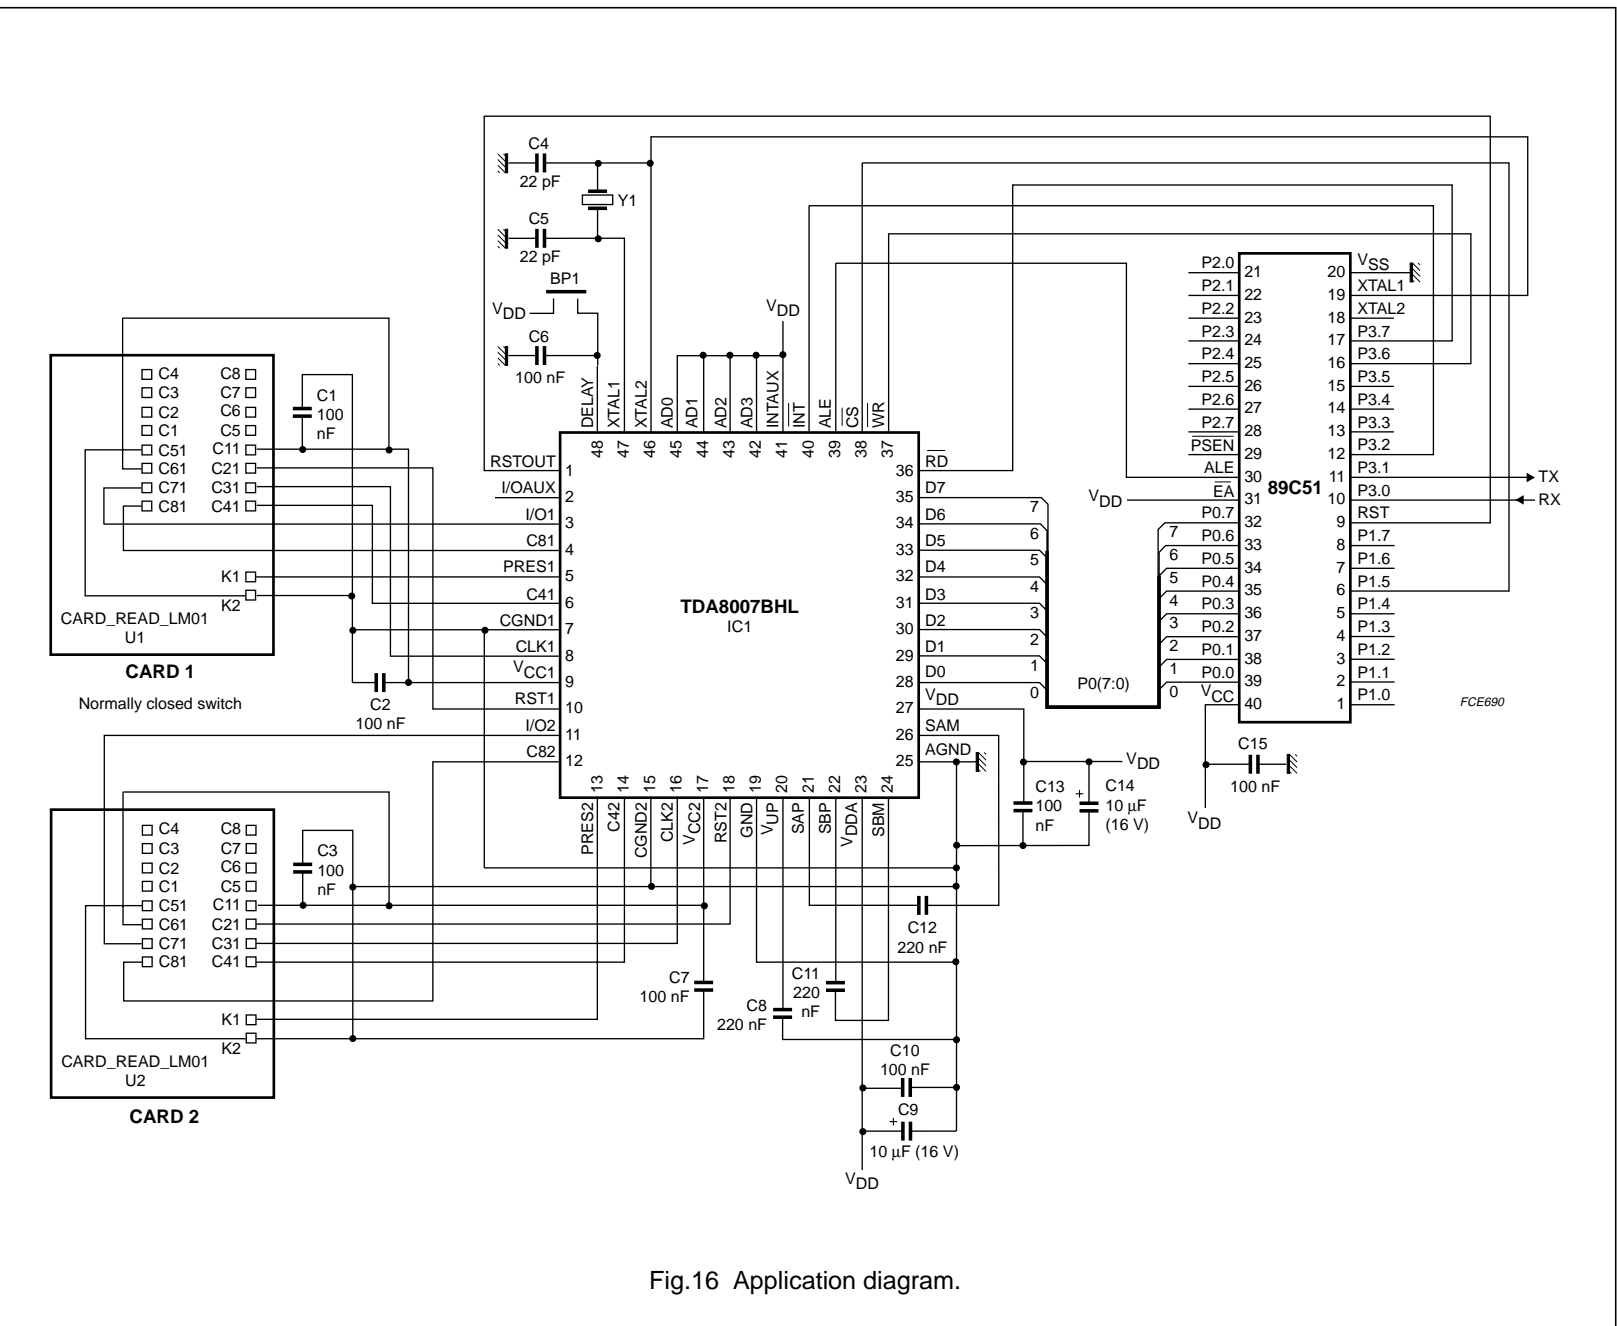 C4
22 pF
Y1
C5
22 pF
BP1
VDD
C6
100 nF
VDD
DELAY
XTAL1
XTAL2
AD0
AD1
AD2
AD3
INTAUX
INT
ALE
CS
WR
48
47
46
45
44
43
42
41
40
39
38
37
RSTOUT 1
I/OAUX 2
I/O1 3
C81 4
PRES1 5
C41 6
CGND1 7
CLK1 8
VCC1 9
RST1 10
I/O2 11
C82 12
TDA8007BHL
IC1
36 RD
35 D7
34 D6
33 D5
32 D4
31 D3
30 D2
29 D1
28 D0
27 VDD
26 SAM
25 AGND
13
14
15
16
17
18
19
20
21
22
23
24
PRES2
C42
CGND2
CLK2
VCC2
RST2
GND
VUP
SAP
SBP
VDDA
SBM
C4 C8
C3 C7
C2 C6
C1 C5
C51 C11
C61 C21
C71 C31
C81 C41
K1
K2
CARD_READ_LM01
U1
CARD 1
Normally closed switch
C1
100
nF
C2
100 nF
C4 C8
C3 C7
C2 C6
C1 C5
C51 C11
C61 C21
C71 C31
C81 C41
K1
K2
CARD_READ_LM01
U2
CARD 2
C3
100
nF
C7
100 nF
C8
220 nF
C11
220
nF
C12
220 nF
C10
100 nF
C9
+
10 μF (16 V)
VDD
C13
100
nF
+
C14
10 μF
(16 V)
VDD
7
6
5
4
3
2
1
0
P0(7:0)
7
6
5
4
3
2
1
0
P2.0 21
P2.1 22
P2.2 23
P2.3 24
P2.4 25
P2.5 26
P2.6 27
P2.7 28
PSEN 29
ALE 30
VDD EA 31
P0.7 32
P0.6 33
P0.5 34
P0.4 35
P0.3 36
P0.2 37
P0.1 38
P0.0 39
VCC 40
89C51
20 VSS
19 XTAL1
18 XTAL2
17 P3.7
16 P3.6
15 P3.5
14 P3.4
13 P3.3
12 P3.2
11 P3.1 TX
10 P3.0 RX
9 RST
8 P1.7
7 P1.6
6 P1.5
5 P1.4
4 P1.3
3 P1.2
2 P1.1
1 P1.0
C15
100 nF
VDD
FCE690
Fig.16 Application diagram.